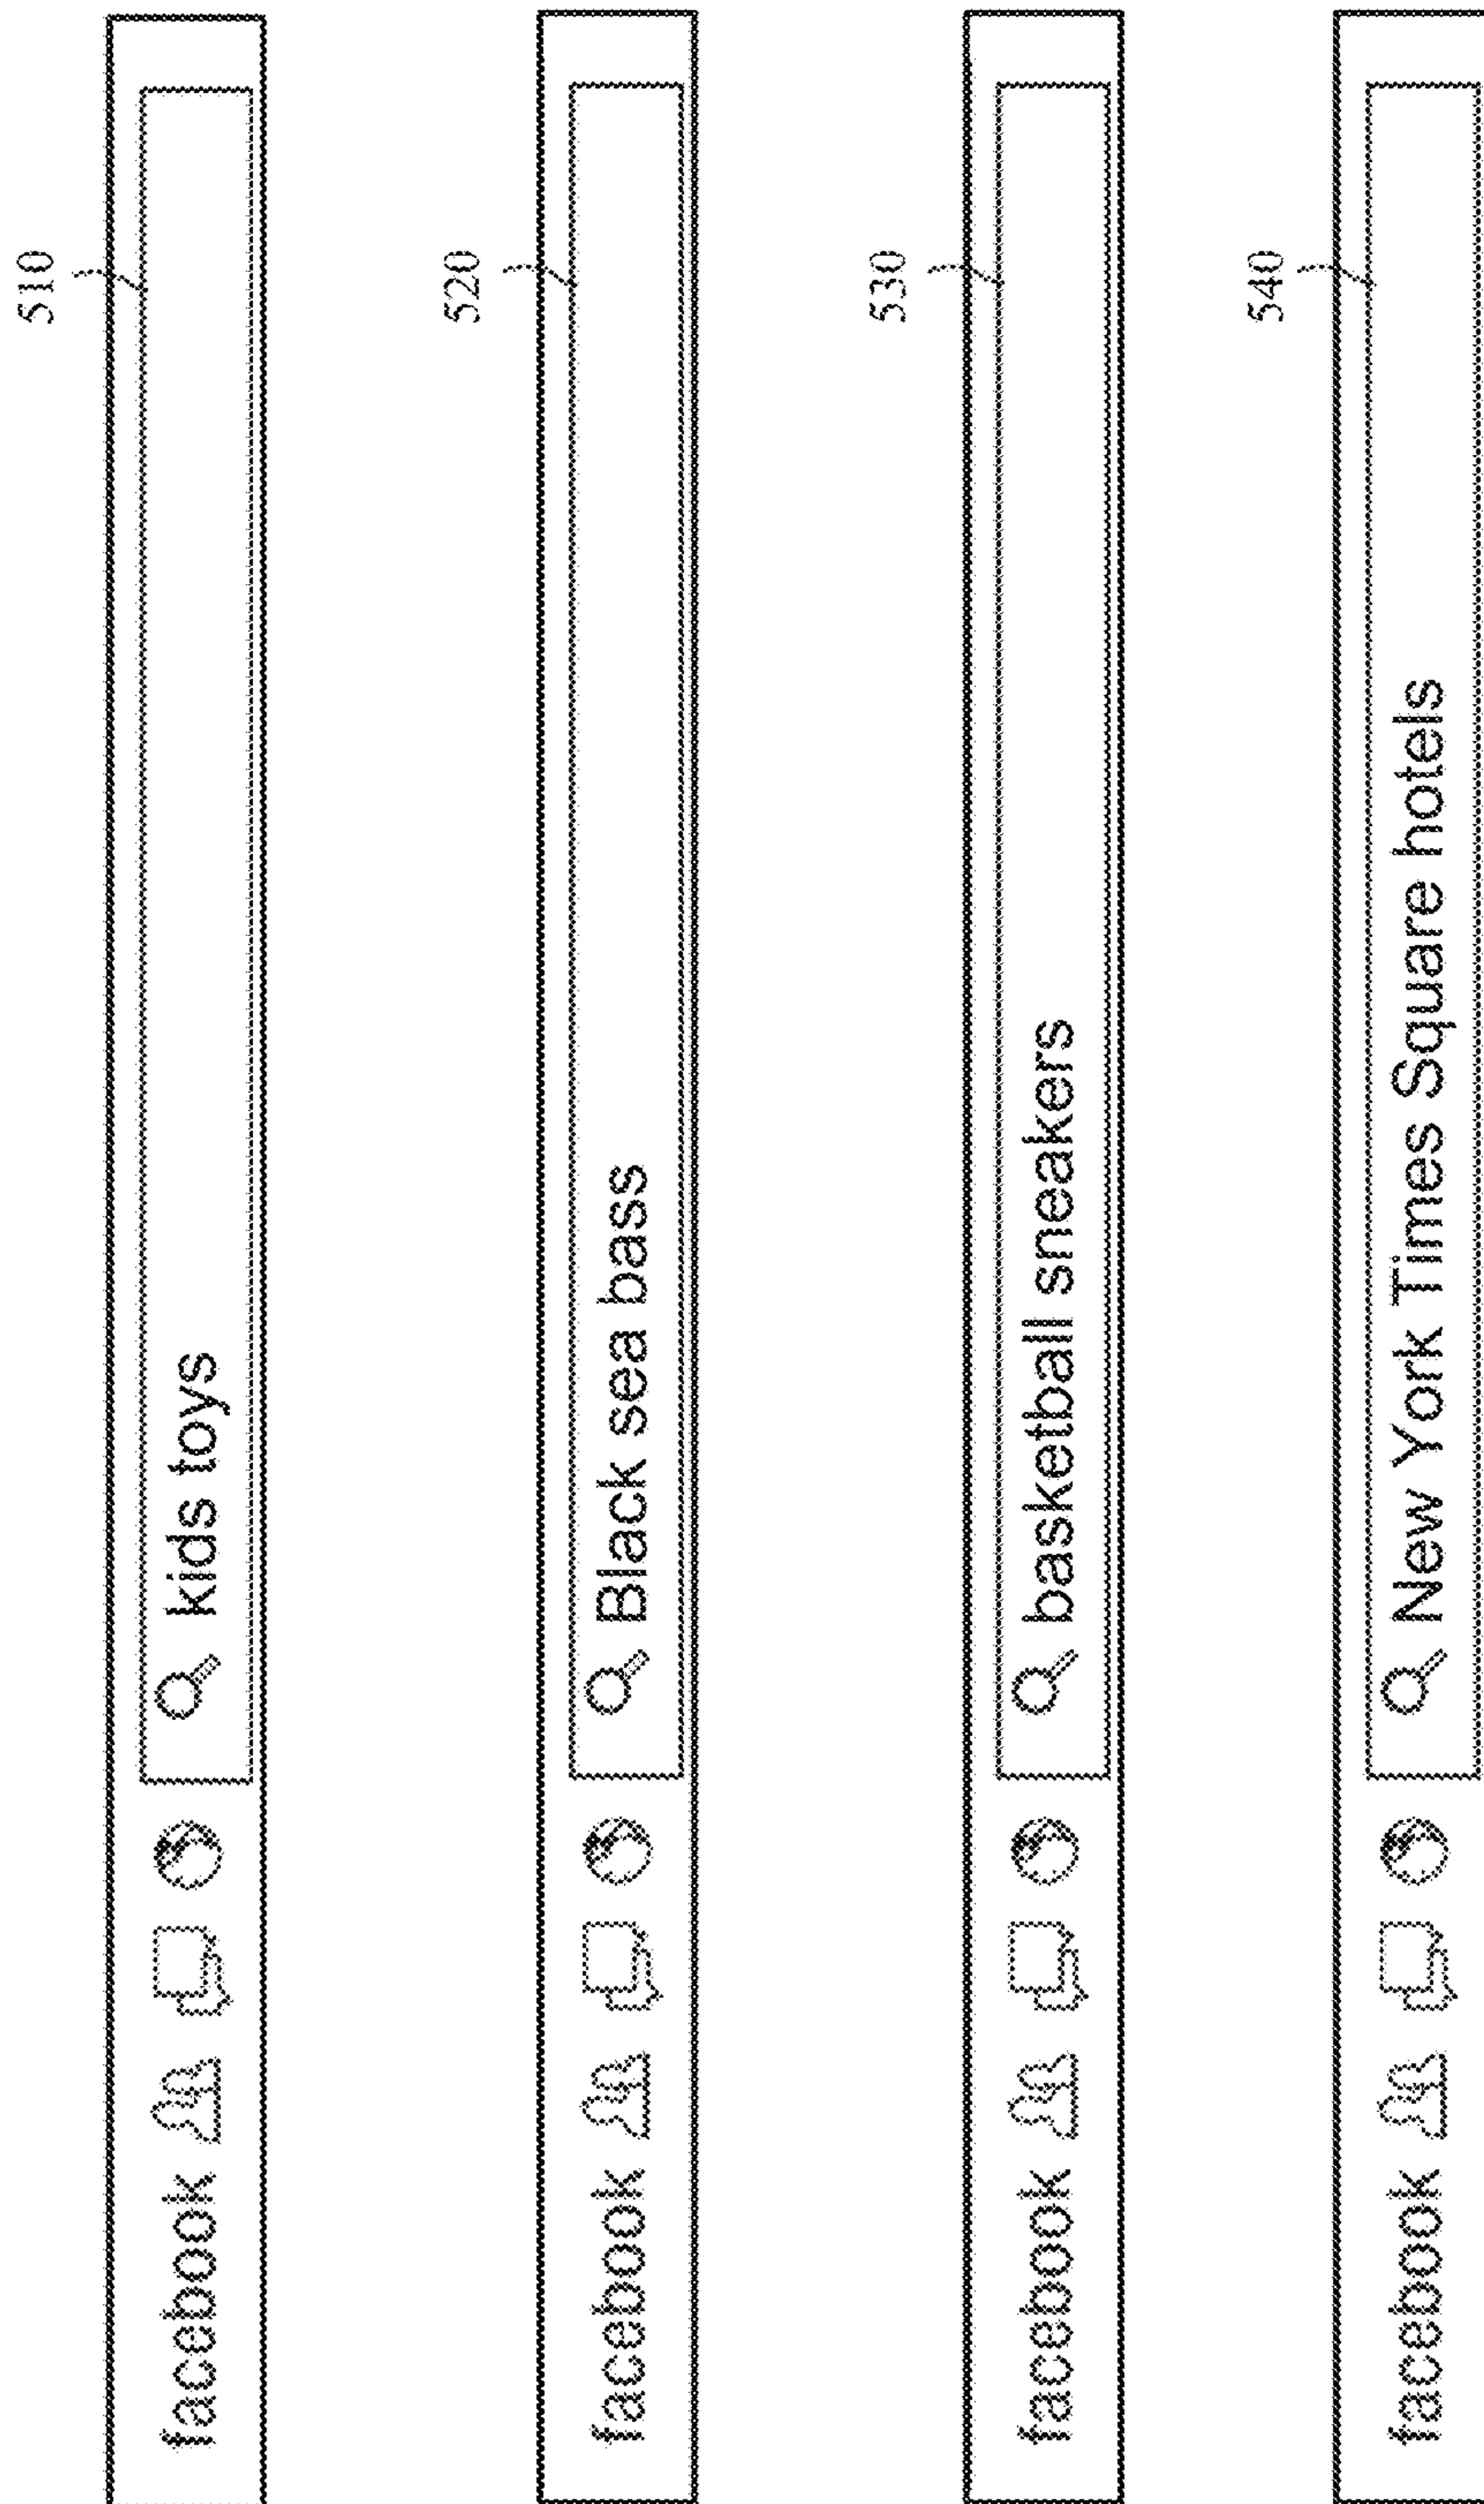 510
facebook kids toys
520
facebook Black sea bass
530
facebook basketball sneakers
540
facebook New York Times Square hotels